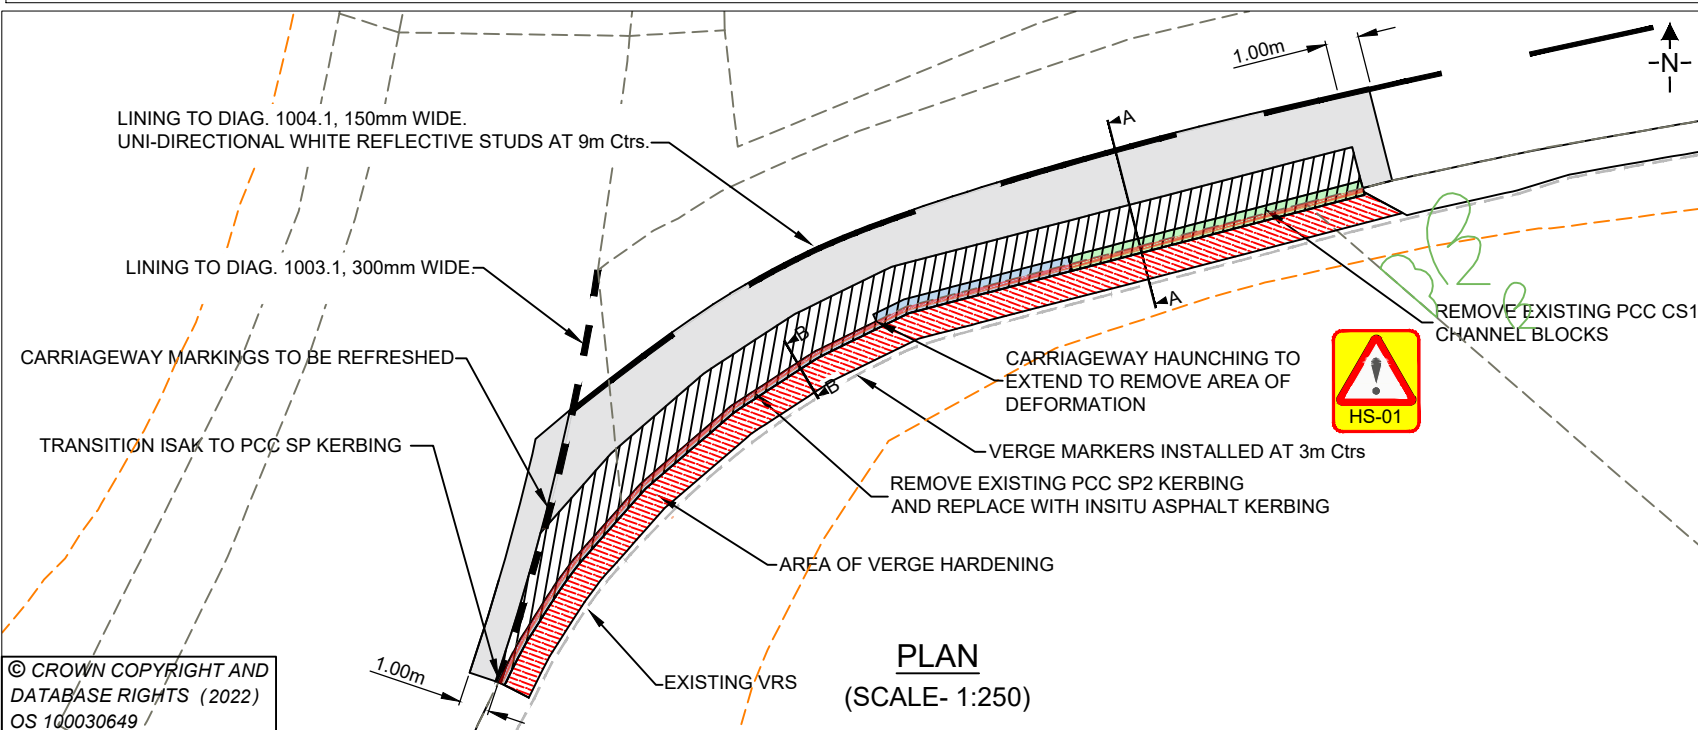 1.00m
-N-
LINING TO DIAG. 1004.1, 150mm WIDE.
UNI-DIRECTIONAL WHITE REFLECTIVE STUDS AT 9m Ctrs.
A
LINING TO DIAG. 1003.1, 300mm WIDE.
A
REMOVE EXISTING PCC CS1
CHANNEL BLOCKS
B
CARRIAGEWAY MARKINGS TO BE REFRESHED
CARRIAGEWAY HAUNCHING TO
EXTEND TO REMOVE AREA OF
DEFORMATION
B
HS-01
TRANSITION ISAK TO PCC SP KERBING
VERGE MARKERS INSTALLED AT 3m Ctrs
REMOVE EXISTING PCC SP2 KERBING
AND REPLACE WITH INSITU ASPHALT KERBING
AREA OF VERGE HARDENING
PLAN
(SCALE- 1:250)
1.00m
EXISTING VRS
© CROWN COPYRIGHT AND
DATABASE RIGHTS (2022)
OS 100030649